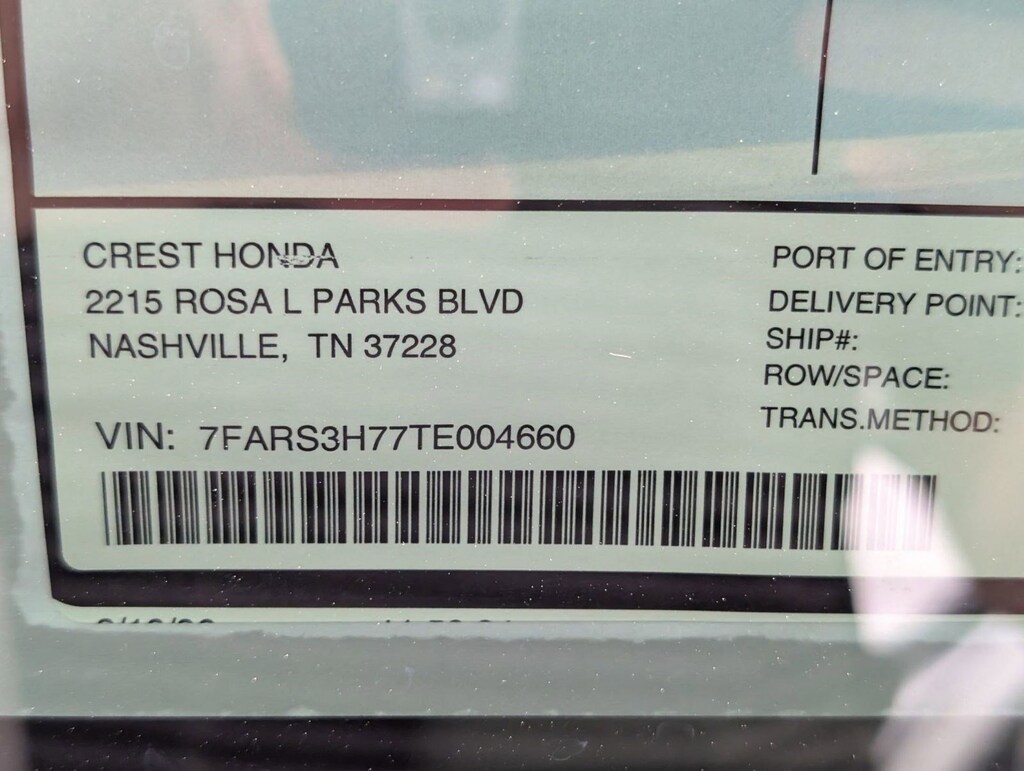 CREST HONDA
2215 ROSA L PARKS BLVD
NASHVILLE, TN 37228
VIN: 7FARS3H77TE004660
PORT OF ENTRY:
DELIVERY POINT:
SHIP#:
ROW/SPACE:
TRANS.METHOD: